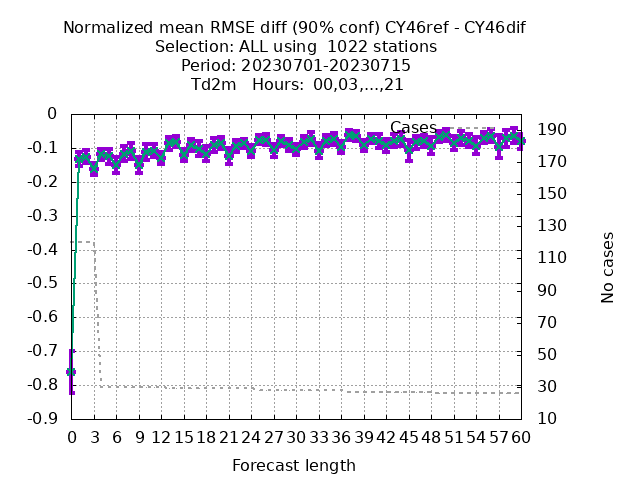 Normalized mean RMSE diff (90% conf) CY46ref - CY46dif
Selection: ALL using  1022 stations
Period: 20230701-20230715
Td2m   Hours:  00,03,...,21
Cases
0
-0.1
-0.2
-0.3
-0.4
-0.5
-0.6
-0.7
-0.8
-0.9
190
170
150
130
110
90
70
50
30
10
No cases
0 3 6 9 12 15 18 21 24 27 30 33 36 39 42 45 48 51 54 57 60
Forecast length